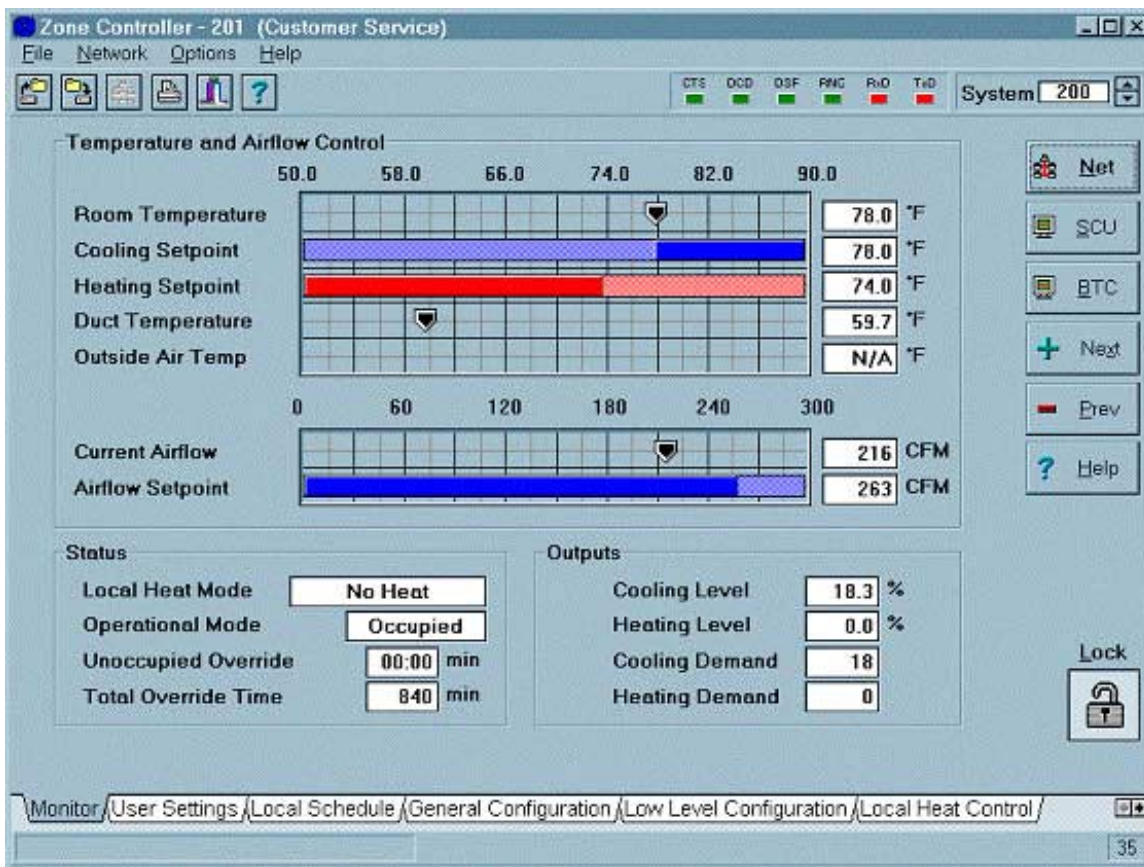 Zone Controller - 201 (Customer Service)
File Network Options Help
CTS DCD DSF RNG RxD TxD
System 200
Temperature and Airflow Control
50.0 58.0 66.0 74.0 82.0 90.0
Room Temperature 78.0 °F
Cooling Setpoint 78.0 °F
Heating Setpoint 74.0 °F
Duct Temperature 59.7 °F
Outside Air Temp N/A °F
0 60 120 180 240 300
Current Airflow 216 CFM
Airflow Setpoint 263 CFM
Net
SCU
BTC
Next
Prev
? Help
Status
Local Heat Mode No Heat
Operational Mode Occupied
Unoccupied Override 00:00 min
Total Override Time 840 min
Outputs
Cooling Level 18.3 %
Heating Level 0.0 %
Cooling Demand 18
Heating Demand 0
Lock
Monitor User Settings Local Schedule General Configuration Low Level Configuration Local Heat Control
35